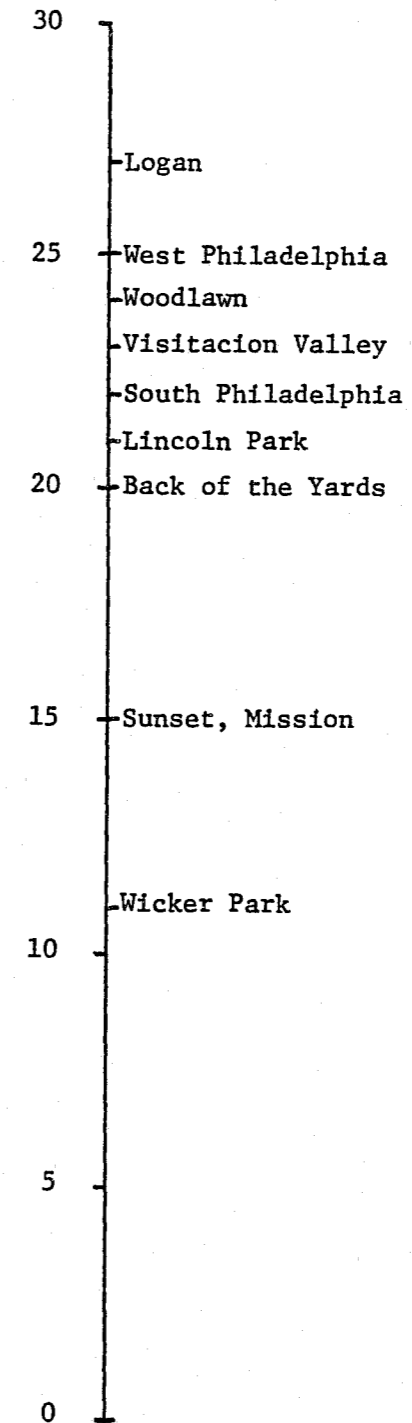 30
Logan
25 West Philadelphia
Woodlawn
Visitacion Valley
South Philadelphia
Lincoln Park
20 Back of the Yards
15 Sunset, Mission
Wicker Park
10
5
0